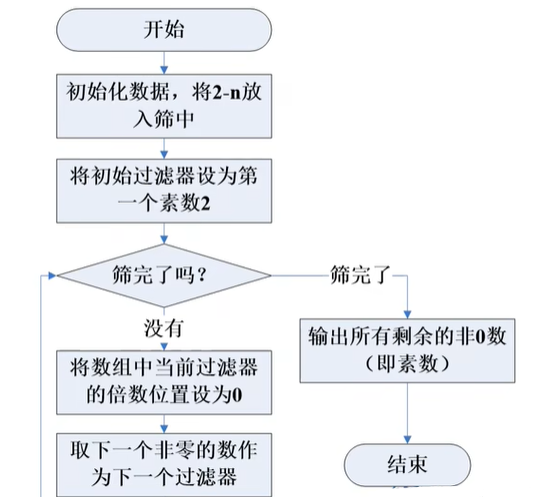 开始
初始化数据，将2-n放
入筛中
将初始过滤器设为第
一个素数2
筛完了吗？
筛完了
没有
将数组中当前过滤器
的倍数位置设为0
取下一个非零的数作
为下一个过滤器
输出所有剩余的非0数
（即素数）
结束